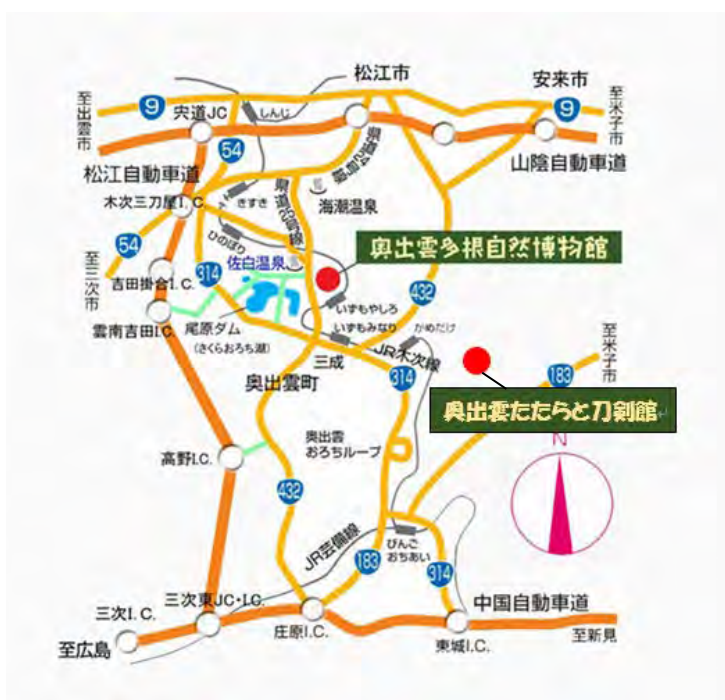 松江市
安来市
至出雲市
9
宍道JC
しんじ
9
至米子市
54
松江自動車道
山陰自動車道
木次三刀屋I.C.
きすき
県道25号線
海潮温泉
54
ひのぼり
奥出雲多根自然博物館
至三次市
吉田掛合I.C.
314
佐白温泉
432
いずもやしろ
雲南吉田I.C.
尾原ダム
(さくらおろち湖)
いずもみなり
かめだけ
三成
JR木次線
至米子市
奥出雲町
314
183
奥出雲たたらと刀剣館
高野I.C.
奥出雲
おろちループ
N
432
JR芸備線
びんご
おちあい
183
314
三次I.C.
三次東JC・I.C.
中国自動車道
至広島
庄原I.C.
東城I.C.
至新見